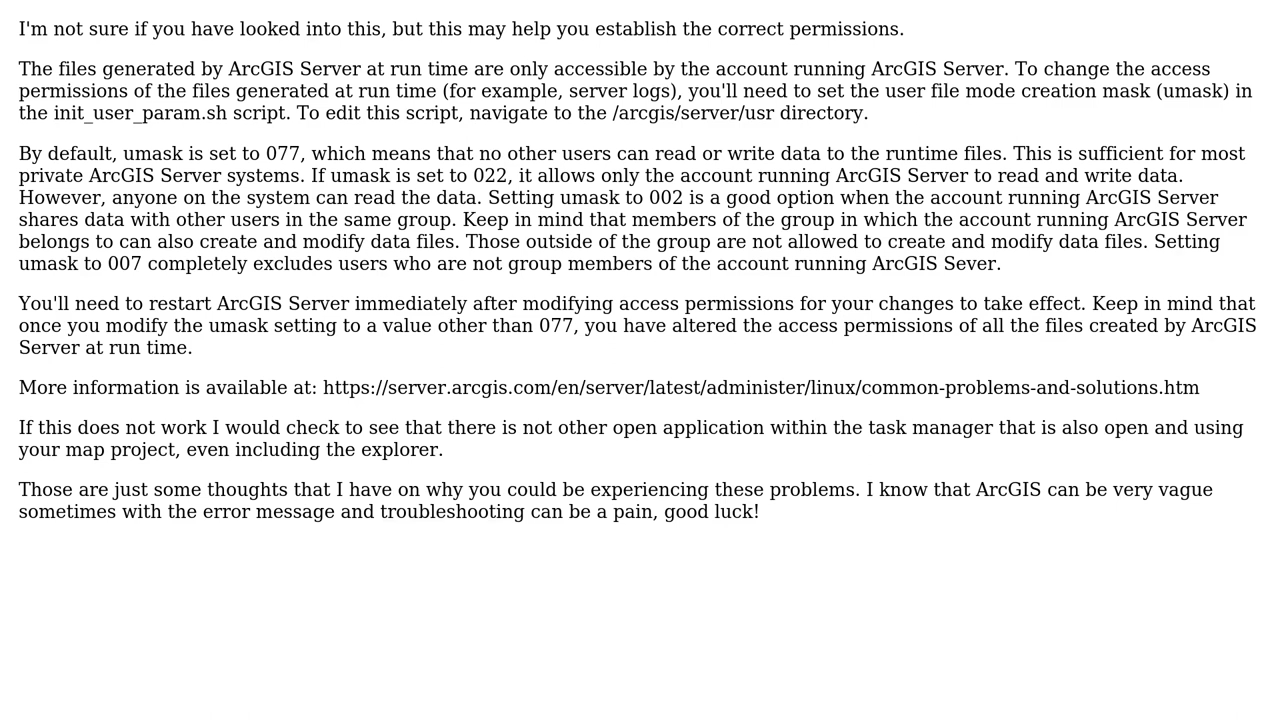 I'm not sure if you have looked into this, but this may help you establish the correct permissions.
The files generated by ArcGIS Server at run time are only accessible by the account running ArcGIS Server. To change the access
permissions of the files generated at run time (for example, server logs), you'll need to set the user file mode creation mask (umask) in
the init_user_param.sh script. To edit this script, navigate to the /arcgis/server/usr directory.
By default, umask is set to 077, which means that no other users can read or write data to the runtime files. This is sufficient for most
private ArcGIS Server systems. If umask is set to 022, it allows only the account running ArcGIS Server to read and write data.
However, anyone on the system can read the data. Setting umask to 002 is a good option when the account running ArcGIS Server
shares data with other users in the same group. Keep in mind that members of the group in which the account running ArcGIS Server
belongs to can also create and modify data files. Those outside of the group are not allowed to create and modify data files. Setting
umask to 007 completely excludes users who are not group members of the account running ArcGIS Sever.
You'll need to restart ArcGIS Server immediately after modifying access permissions for your changes to take effect. Keep in mind that
once you modify the umask setting to a value other than 077, you have altered the access permissions of all the files created by ArcGIS
Server at run time.
More information is available at: https://server.arcgis.com/en/server/latest/administer/linux/common-problems-and-solutions.htm
If this does not work I would check to see that there is not other open application within the task manager that is also open and using
your map project, even including the explorer.
Those are just some thoughts that I have on why you could be experiencing these problems. I know that ArcGIS can be very vague
sometimes with the error message and troubleshooting can be a pain, good luck!